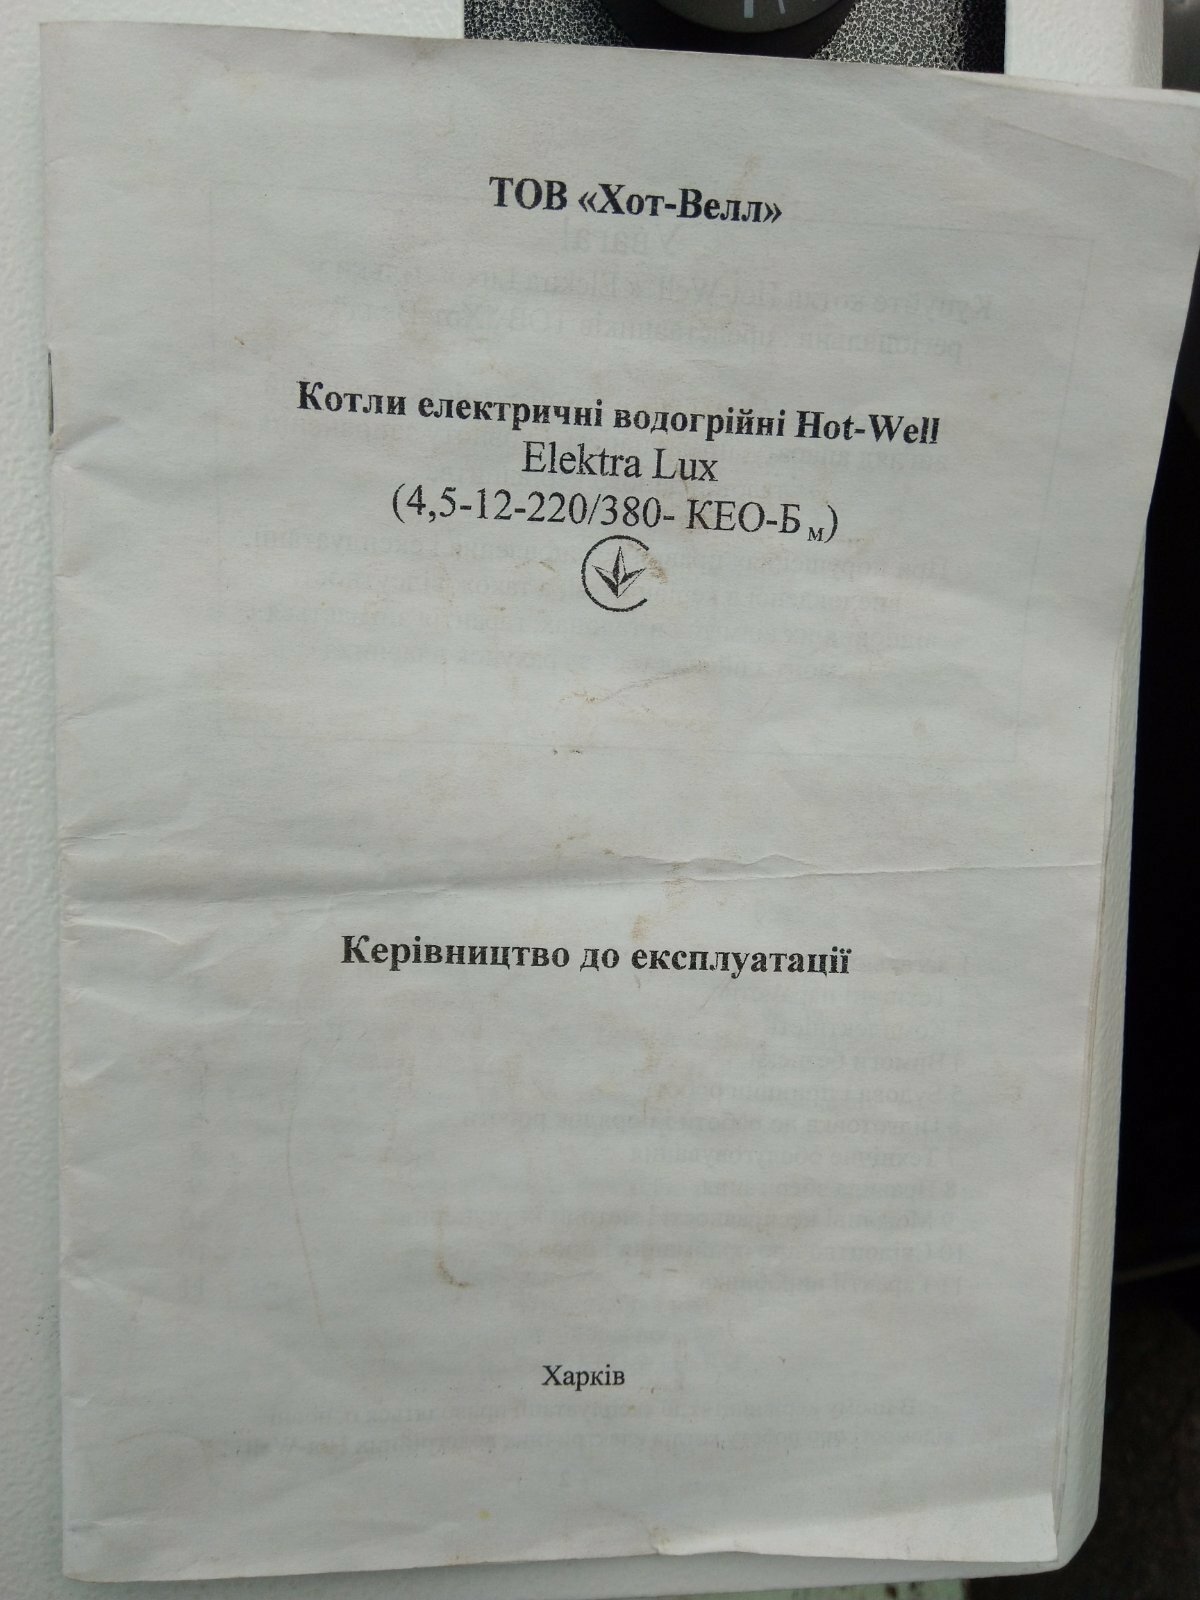 ТОВ «Хот-Велл»
Котли електричні водогрійні Hot-Well
Elektra Lux
(4,5-12-220/380- КЕО-Б м)
Керівництво до експлуатації
Харків